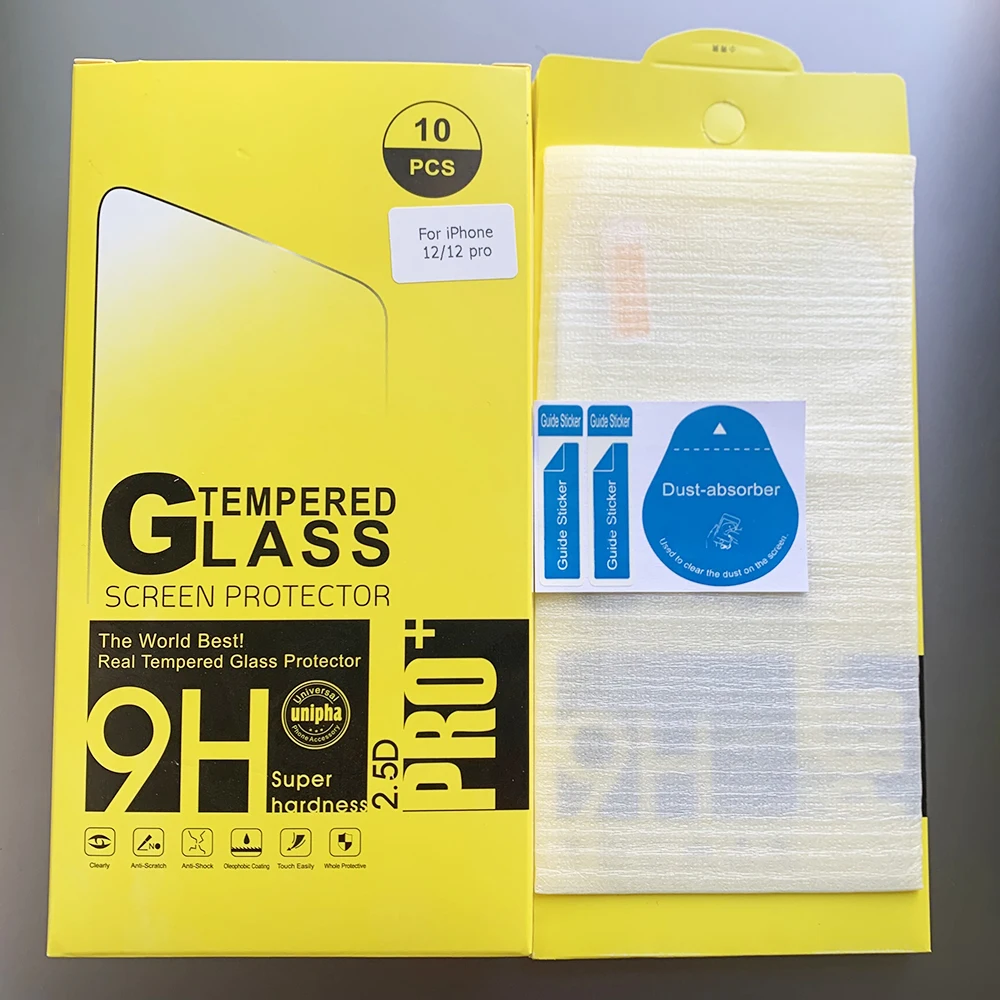 10
PCS
For iPhone
12/12 pro
TEMPERED
GLASS
SCREEN PROTECTOR
The World Best!
Real Tempered Glass Protector
9H
Universal
unipha
Phone Accessory
Super
hardness
2.5D
PRO+
Clearly
Anti-Scratch
Anti-Shock
Oleophobic Coating
Touch Easily
Whole Protective
Guide Sticker
Guide Sticker
Guide Sticker
Guide Sticker
Dust-absorber
Used to clear the dust on the screen.
9H